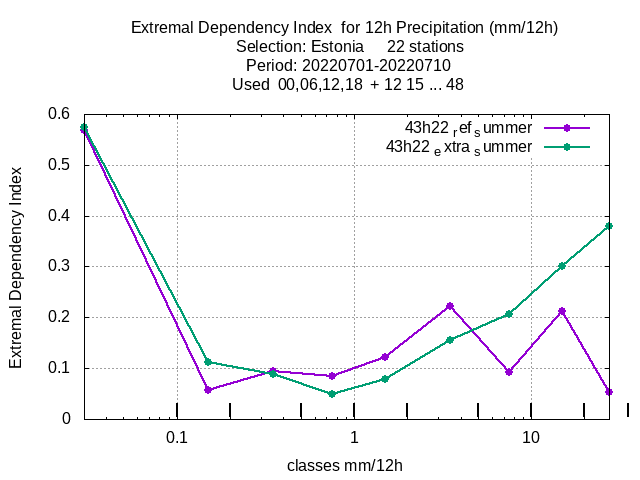 Extremal Dependency Index  for 12h Precipitation (mm/12h)
Selection: Estonia     22 stations
Period: 20220701-20220710
Used  00,06,12,18  + 12 15 ... 48
0.6
0.5
0.4
0.3
0.2
0.1
0
Extremal Dependency Index
43h22 ref summer
43h22 extra summer
0.1
1
10
classes mm/12h